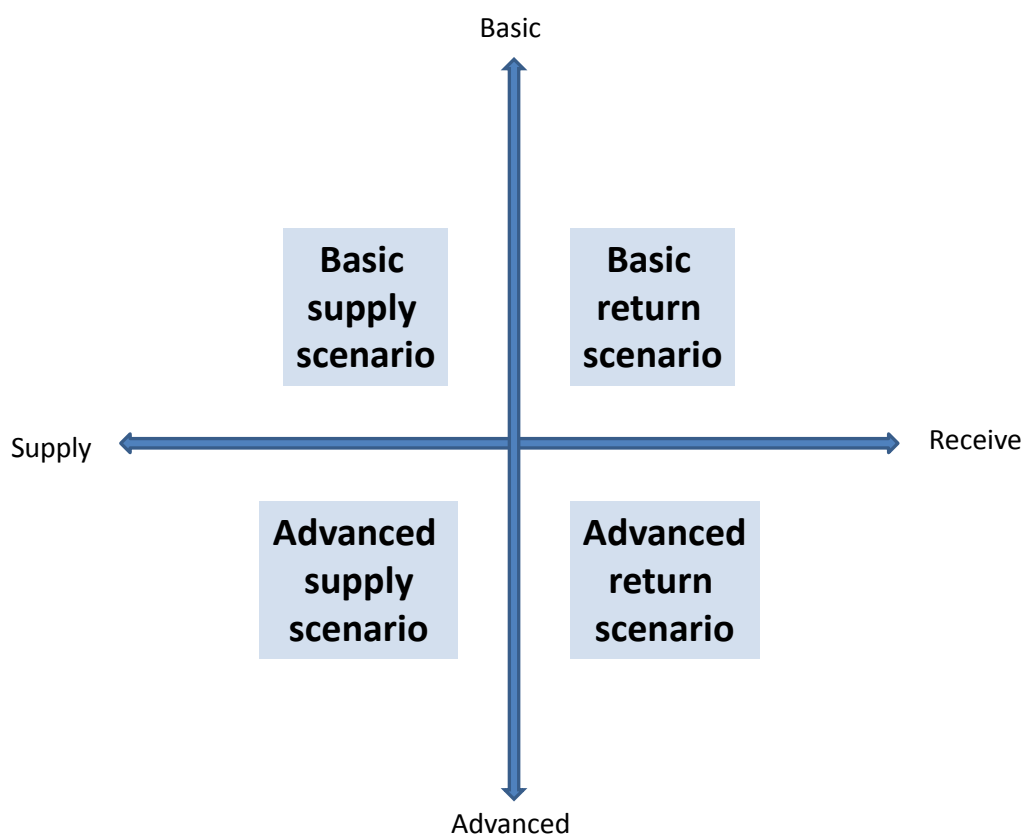 Basic
Basic
supply
scenario
Basic
return
scenario
Supply
Receive
Advanced
supply
scenario
Advanced
return
scenario
Advanced